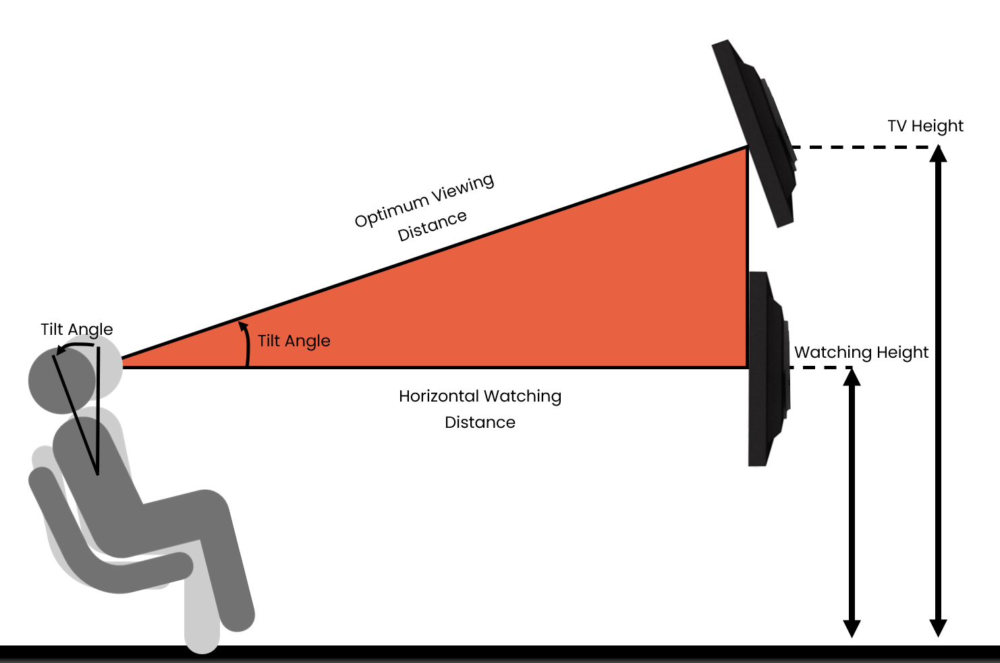 TV Height
Optimum Viewing
Distance
Tilt Angle
Tilt Angle
Watching Height
Horizontal Watching
Distance